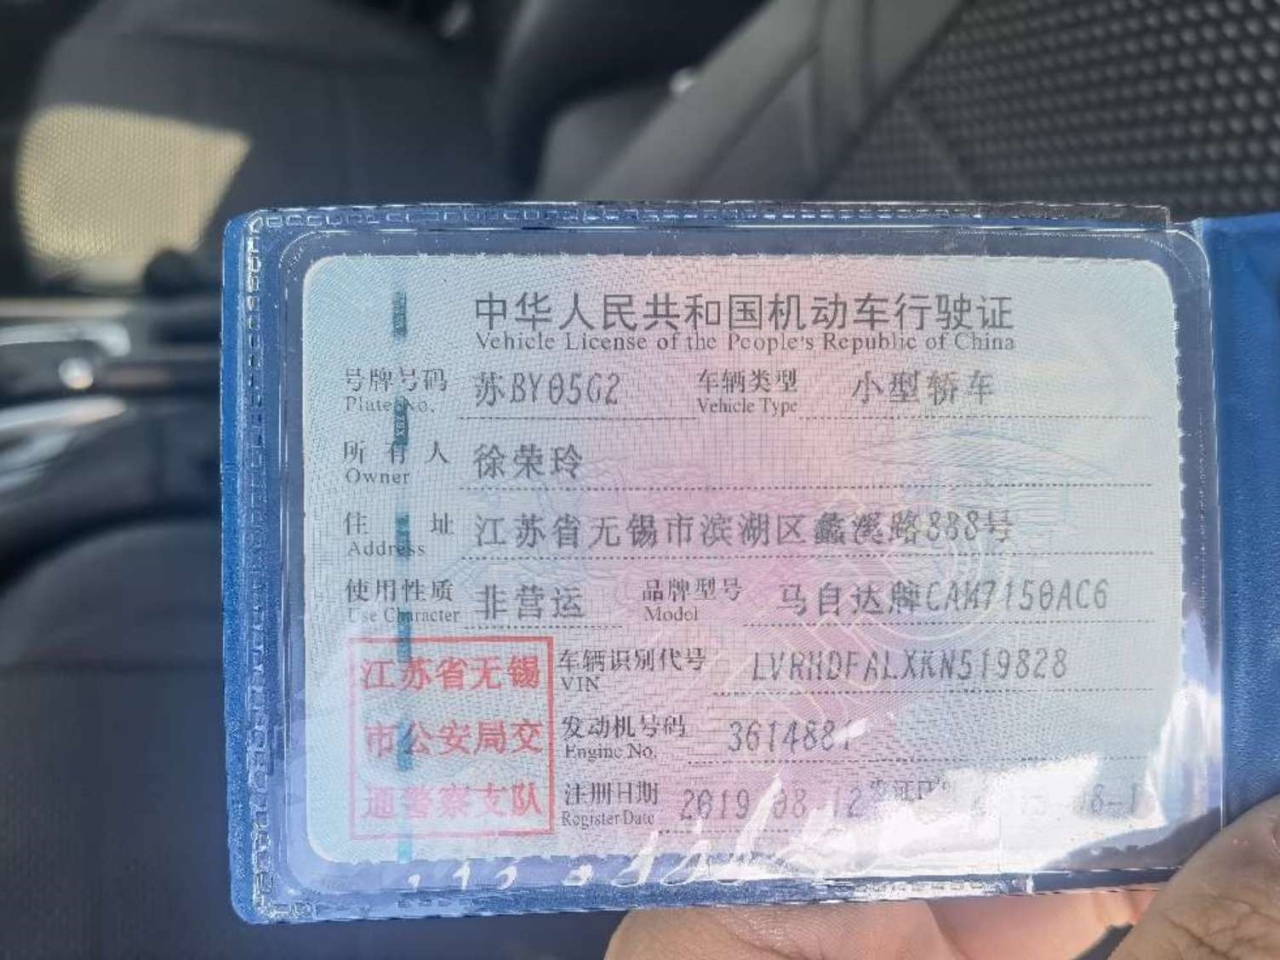 中华人民共和国机动车行驶证
Vehicle License of the People's Republic of China
号牌号码 苏BY05G2 车辆类型 小型轿车
Plate No. Vehicle Type
所有人 徐荣玲
Owner
住址 江苏省无锡市滨湖区蠡溪路888号
Address
使用性质 非营运 品牌型号 马自达牌CAM7150AC6
Use Character Model
江苏省无锡
市公安局交
通警察支队
车辆识别代号 LVRHDFALXKN519828
VIN
发动机号码 3614881
Engine No.
注册日期 2019-08-12 发证日期
Register Date